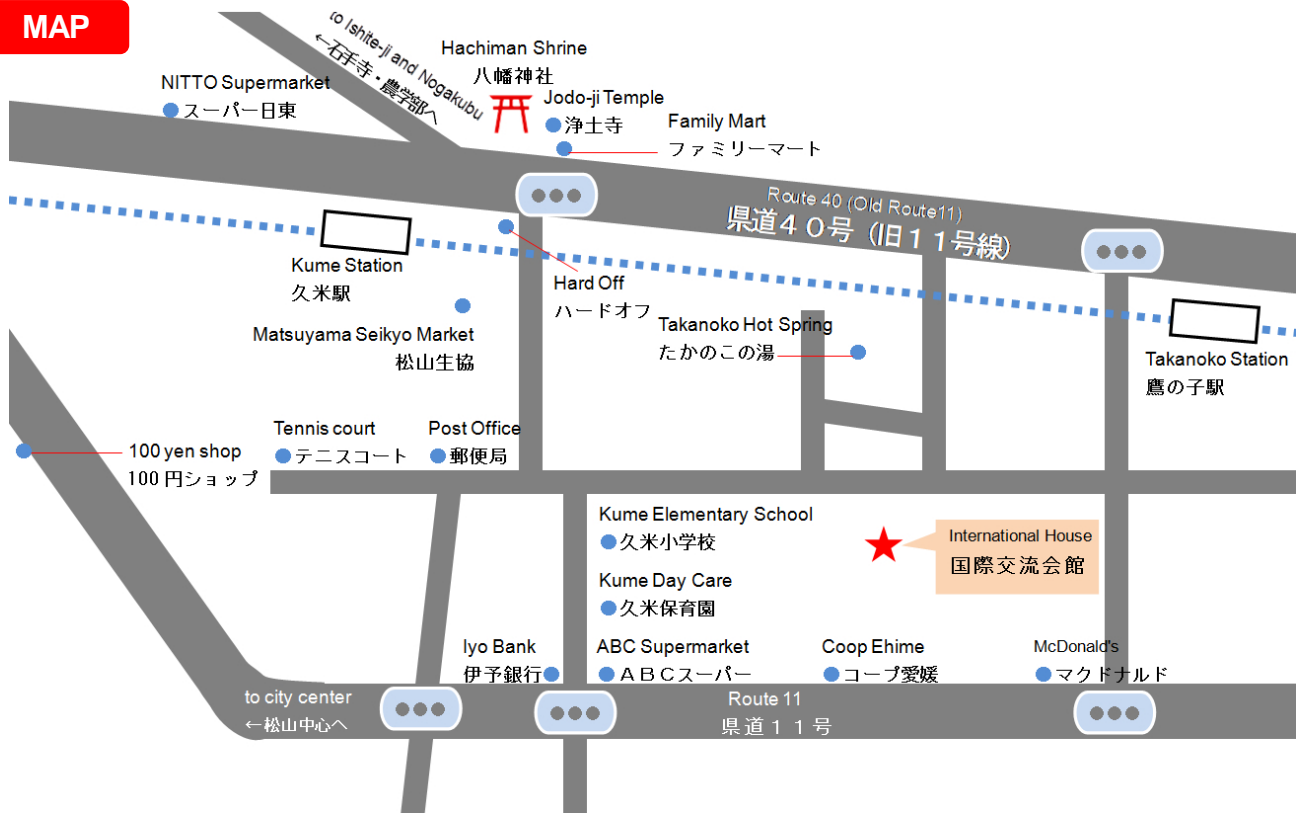 MAP
to Ishite-ji and Nogakubu
←石手寺・農学部へ
Hachiman Shrine
八幡神社
NITTO Supermarket
スーパー日東
Jodo-ji Temple
浄土寺
Family Mart
ファミリーマート
Route 40 (Old Route11)
県道４０号（旧１１号線）
Kume Station
久米駅
Hard Off
ハードオフ
Matsuyama Seikyo Market
松山生協
Takanoko Hot Spring
たかのこの湯
Takanoko Station
鷹の子駅
100 yen shop
100 円ショップ
Tennis court
テニスコート
Post Office
郵便局
Kume Elementary School
久米小学校
International House
国際交流会館
Kume Day Care
久米保育園
Iyo Bank
伊予銀行
ABC Supermarket
ＡＢＣスーパー
Coop Ehime
コープ愛媛
McDonald's
マクドナルド
to city center
←松山中心へ
Route 11
県道１１号